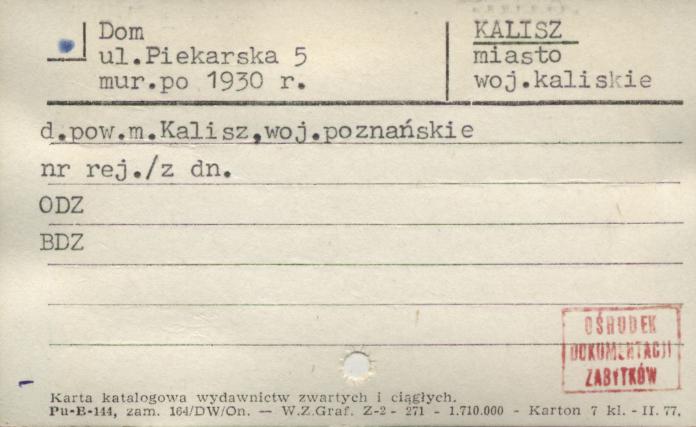 Dom
ul.Piekarska 5
mur.po 1930 r.
KALISZ
miasto
woj.kaliskie
d.pow.m.Kalisz,woj.poznańskie
nr rej./z dn.
ODZ
BDZ
OŚRODEK
DOKUMENTACJI
ZABYTKÓW
Karta katalogowa wydawnictw zwartych i ciągłych.
Pu-E-144, zam. 164/DW/On. — W.Z.Graf. Z-2 - 271 - 1.710.000 - Karton 7 kl. - II. 77.